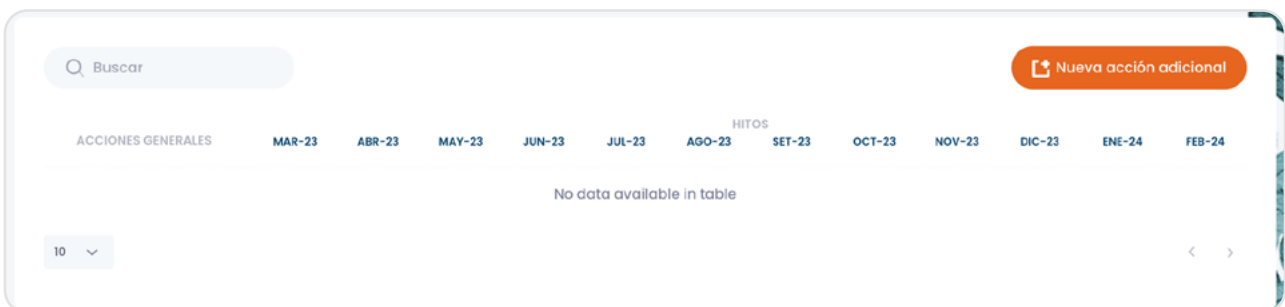 Buscar
Nueva acción adicional
HITOS
ACCIONES GENERALES MAR-23 ABR-23 MAY-23 JUN-23 JUL-23 AGO-23 SET-23 OCT-23 NOV-23 DIC-23 ENE-24 FEB-24
No data available in table
10